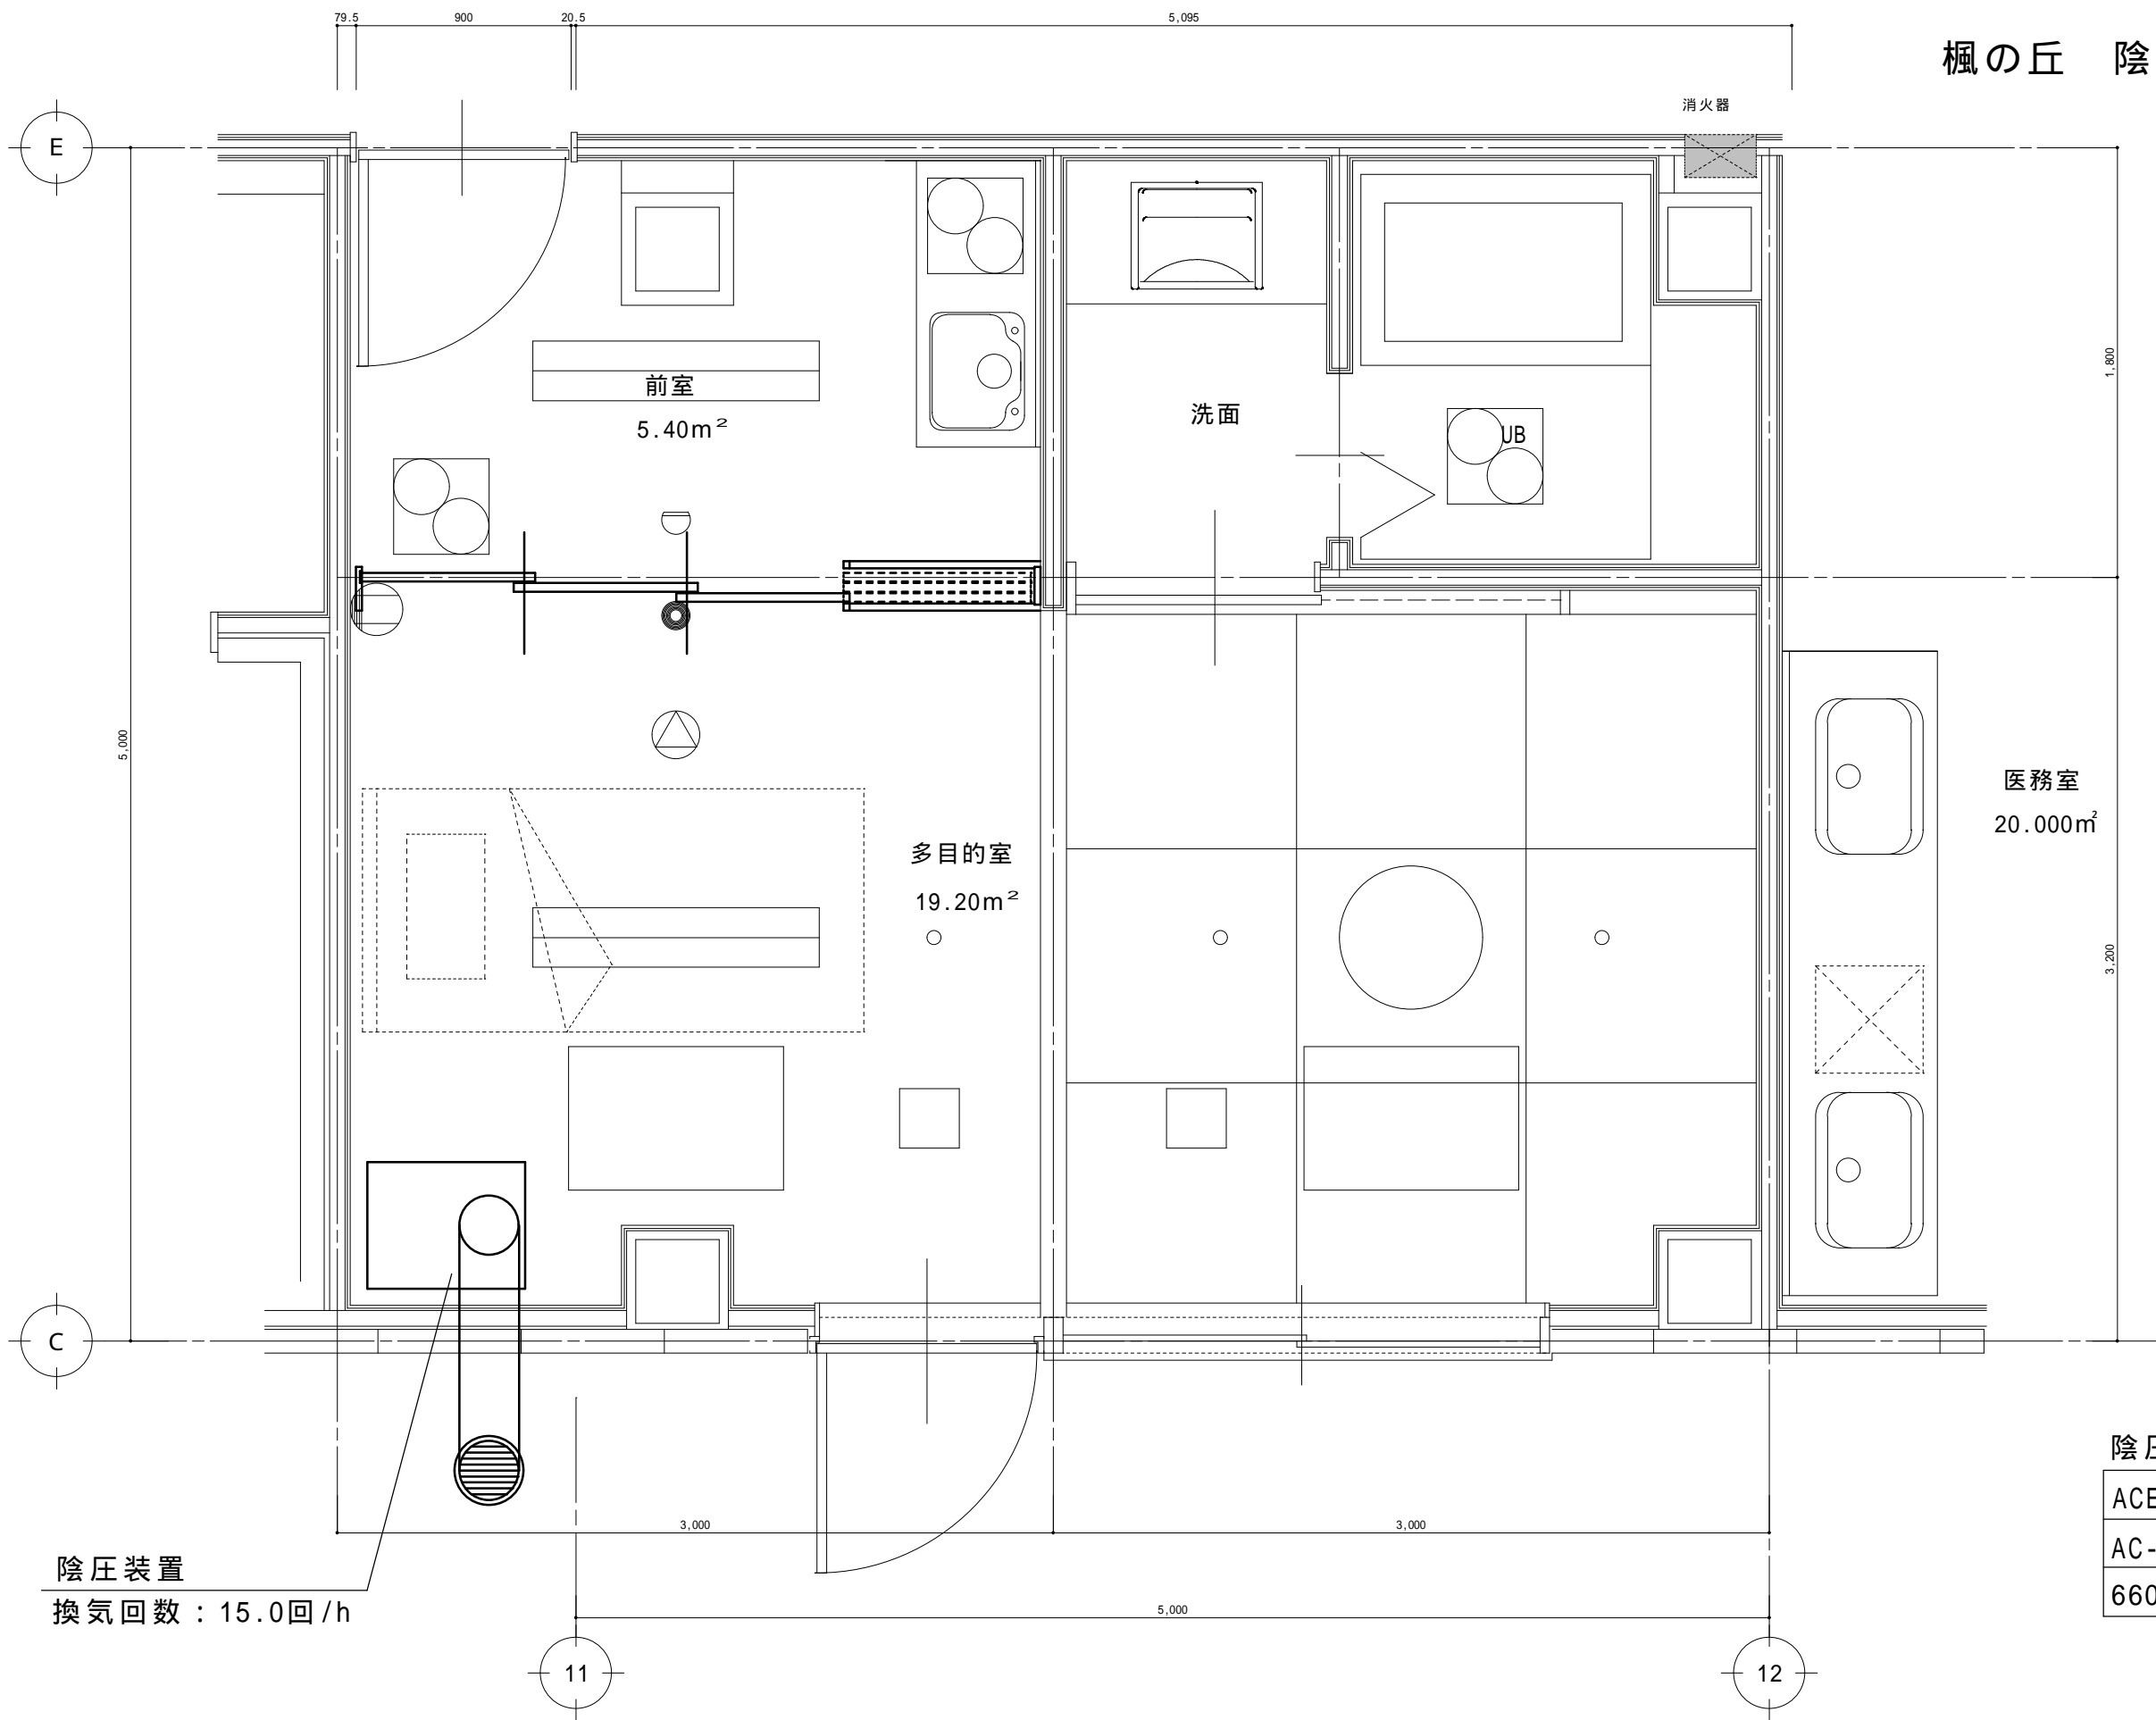 79.5 900 20.5 5,095
楓の丘 陰
消火器
E
前室
5.40m²
洗面
UB
1,800
5,000
医務室
20.000㎡
多目的室
19.20m²
3,200
C
陰圧
ACE
AC-
660
3,000 3,000
陰圧装置
換気回数：15.0回/h
5,000
11 12